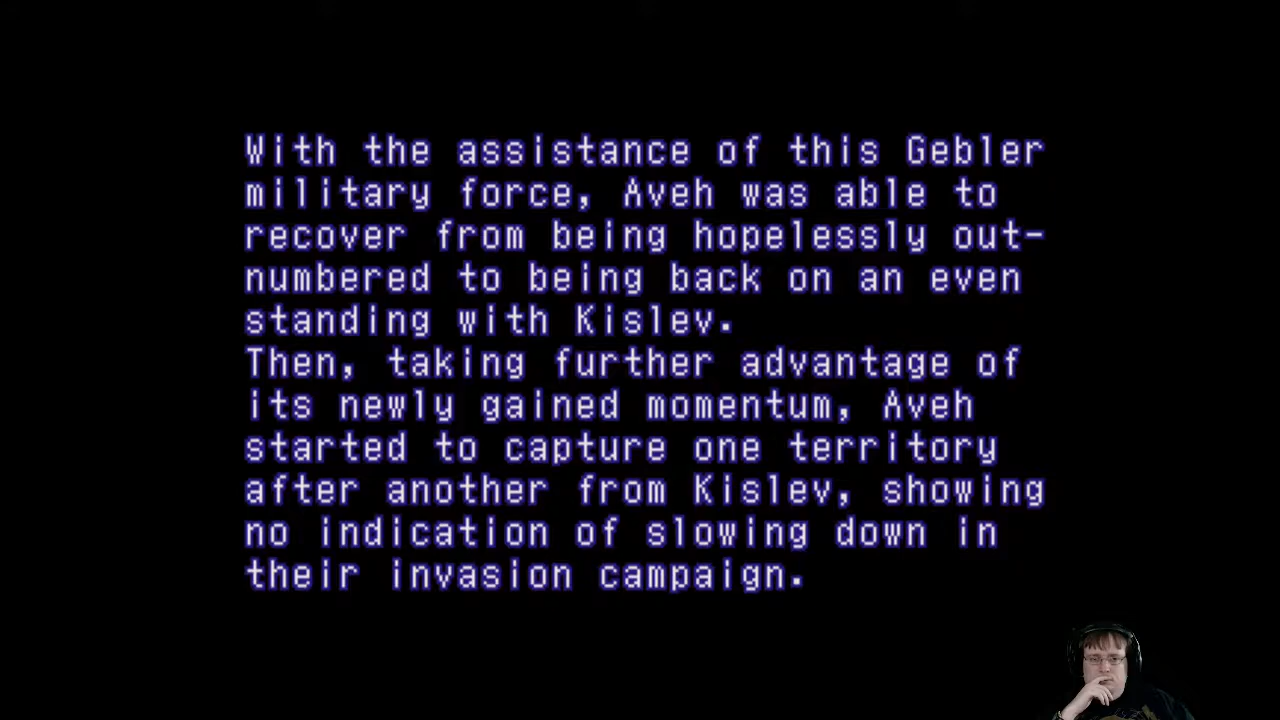 With the assistance of this Gebler
military force, Aveh was able to
recover from being hopelessly out-
numbered to being back on an even
standing with Kislev.
Then, taking further advantage of
its newly gained momentum, Aveh
started to capture one territory
after another from Kislev, showing
no indication of slowing down in
their invasion campaign.